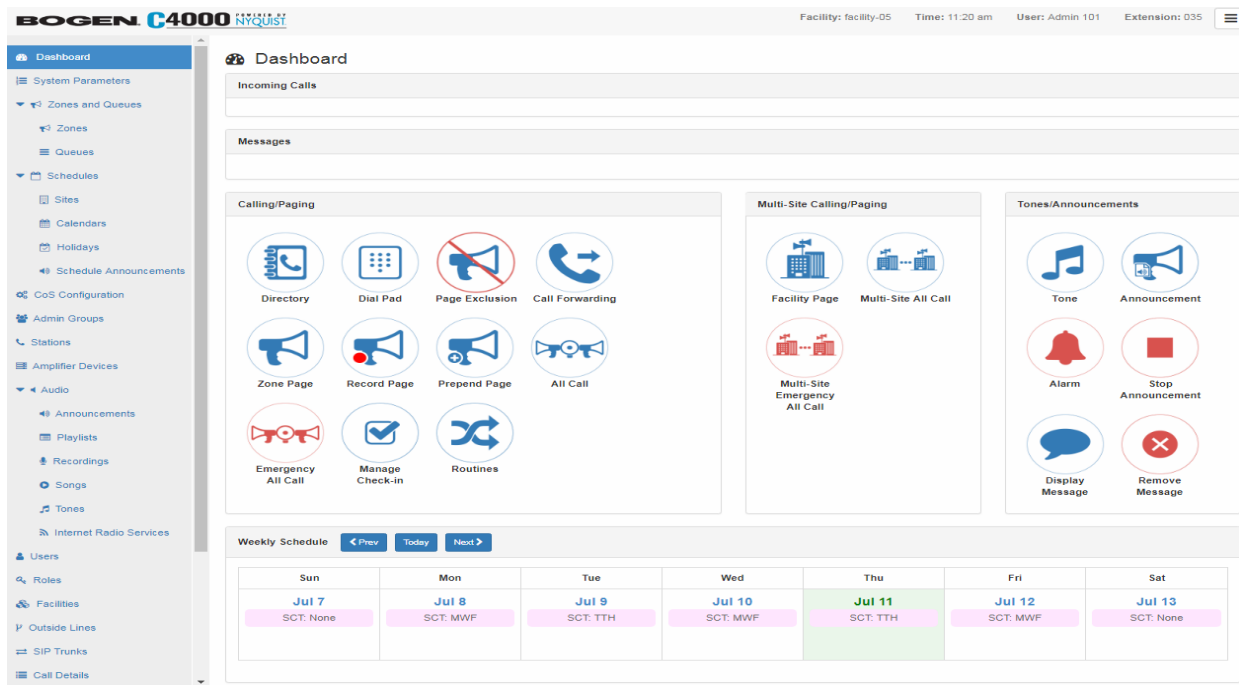 BOGEN C4000 POWERED BY NYQUIST
Facility: facility-05 Time: 11:20 am User: Admin 101 Extension: 035
Dashboard
System Parameters
Zones and Queues
Zones
Queues
Schedules
Sites
Calendars
Holidays
Schedule Announcements
CoS Configuration
Admin Groups
Stations
Amplifier Devices
Audio
Announcements
Playlists
Recordings
Songs
Tones
Internet Radio Services
Users
Roles
Facilities
Outside Lines
SIP Trunks
Call Details
Dashboard
Incoming Calls
Messages
Calling/Paging
Directory
Dial Pad
Page Exclusion
Call Forwarding
Zone Page
Record Page
Prepend Page
All Call
Emergency
All Call
Manage
Check-in
Routines
Multi-Site Calling/Paging
Facility Page
Multi-Site All Call
Multi-Site
Emergency
All Call
Tones/Announcements
Tone
Announcement
Alarm
Stop
Announcement
Display
Message
Remove
Message
Weekly Schedule Prev Today Next
Sun Mon Tue Wed Thu Fri Sat
Jul 7 Jul 8 Jul 9 Jul 10 Jul 11 Jul 12 Jul 13
SCT: None SCT: MWF SCT: TTH SCT: MWF SCT: TTH SCT: MWF SCT: None